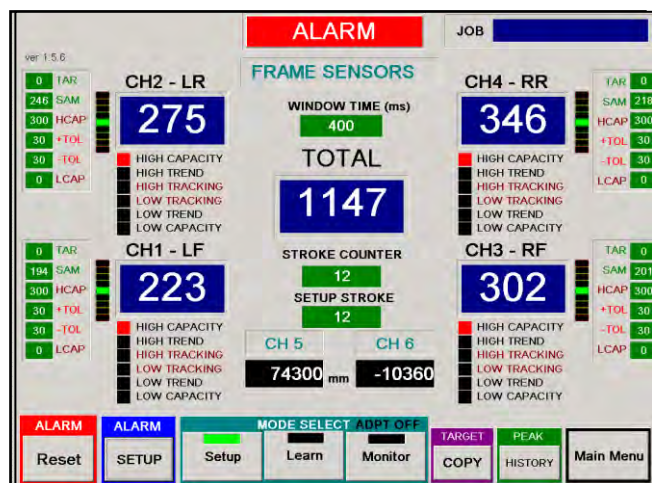 ALARM
JOB
ver 1.5.6
FRAME SENSORS
0 TAR
246 SAM
300 HCAP
30 +TOL
30 -TOL
0 LCAP
CH2 - LR
275
HIGH CAPACITY
HIGH TREND
HIGH TRACKING
LOW TRACKING
LOW TREND
LOW CAPACITY
WINDOW TIME (ms)
400
TOTAL
1147
CH4 - RR
346
HIGH CAPACITY
HIGH TREND
HIGH TRACKING
LOW TRACKING
LOW TREND
LOW CAPACITY
TAR 0
SAM 218
HCAP 300
+TOL 30
-TOL 30
LCAP 0
0 TAR
194 SAM
300 HCAP
30 +TOL
30 -TOL
0 LCAP
CH1 - LF
223
HIGH CAPACITY
HIGH TREND
HIGH TRACKING
LOW TRACKING
LOW TREND
LOW CAPACITY
STROKE COUNTER
12
SETUP STROKE
12
CH 5 CH 6
74300 mm -10360
CH3 - RF
302
HIGH CAPACITY
HIGH TREND
HIGH TRACKING
LOW TRACKING
LOW TREND
LOW CAPACITY
TAR 0
SAM 201
HCAP 300
+TOL 30
-TOL 30
LCAP 0
ALARM
Reset
ALARM
SETUP
MODE SELECT ADPT OFF
Setup Learn Monitor
TARGET
COPY
PEAK
HISTORY
Main Menu